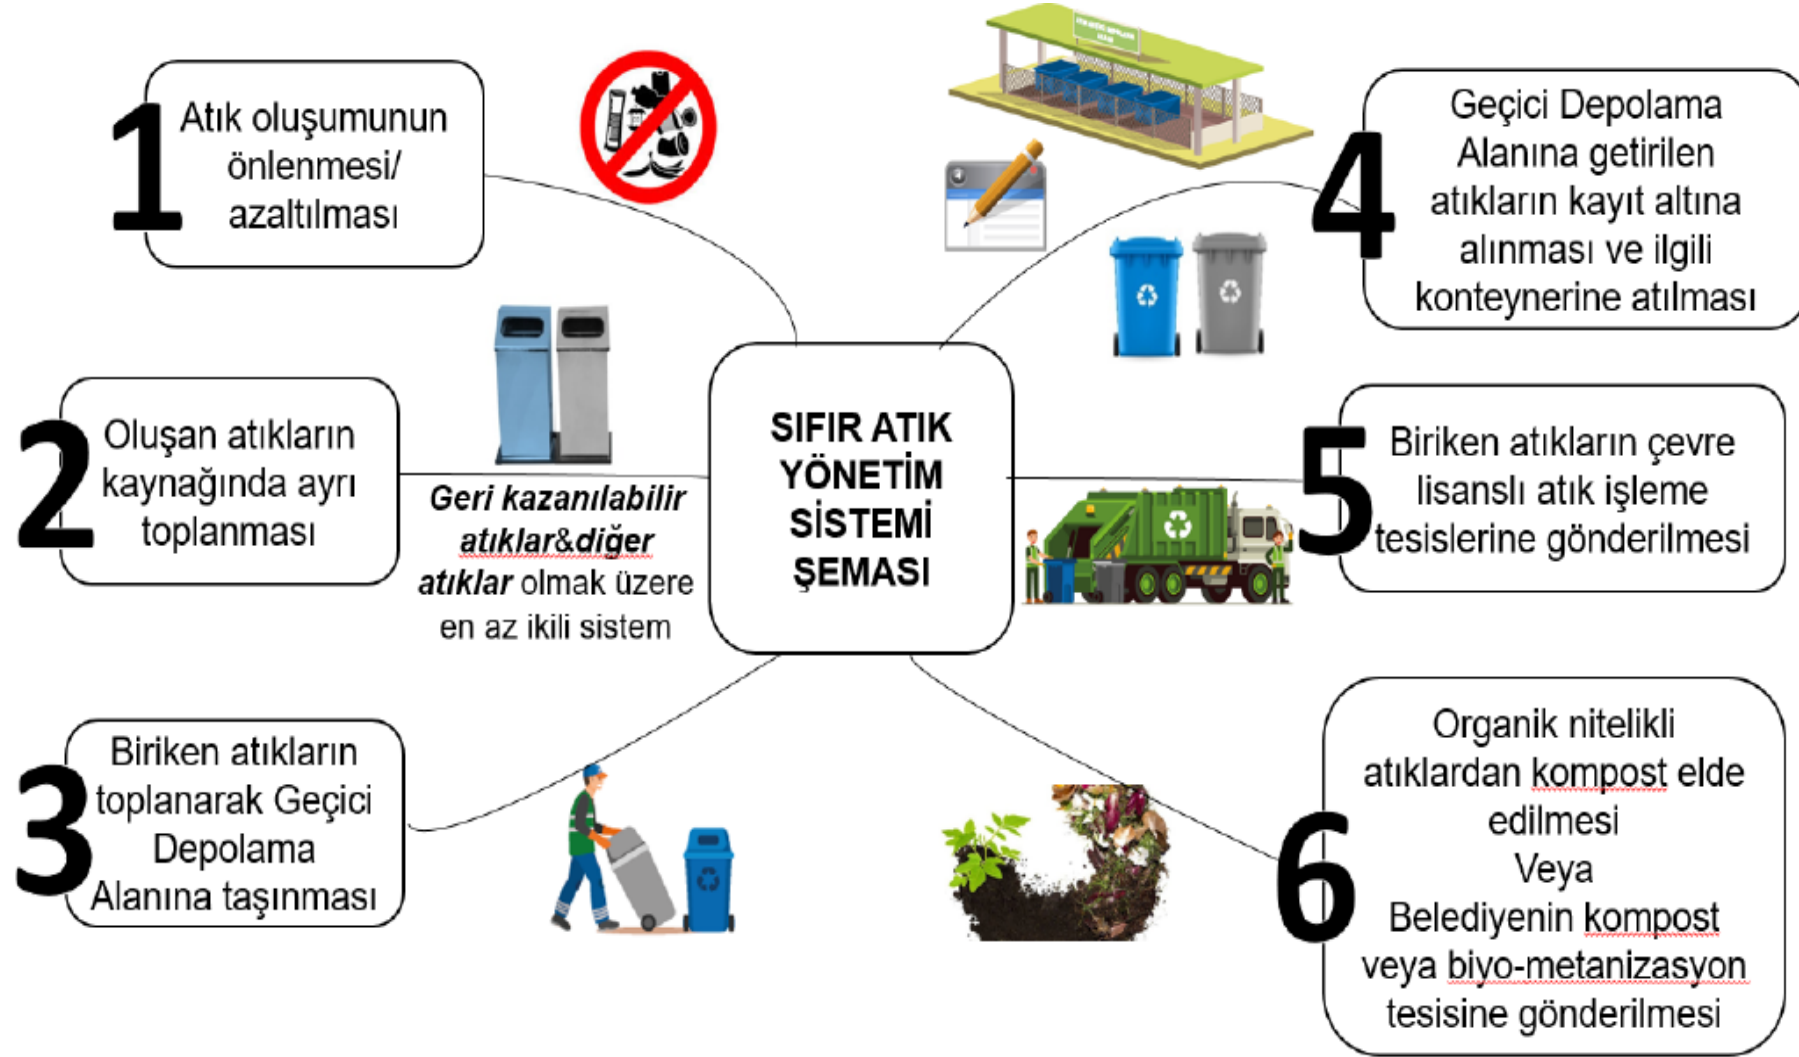 1
Atık oluşumunun
önlenmesi/
azaltılması
2
Oluşan atıkların
kaynağında ayrı
toplanması
Geri kazanılabilir
atıklar&diğer
atıklar olmak üzere
en az ikili sistem
3
Biriken atıkların
toplanarak Geçici
Depolama
Alanına taşınması
SIFIR ATIK
YÖNETİM
SİSTEMİ
ŞEMASI
4
Geçici Depolama
Alanına getirilen
atıkların kayıt altına
alınması ve ilgili
konteynerine atılması
5
Biriken atıkların çevre
lisanslı atık işleme
tesislerine gönderilmesi
6
Organik nitelikli
atıklardan kompost elde
edilmesi
Veya
Belediyenin kompost
veya biyo-metanizasyon
tesisine gönderilmesi